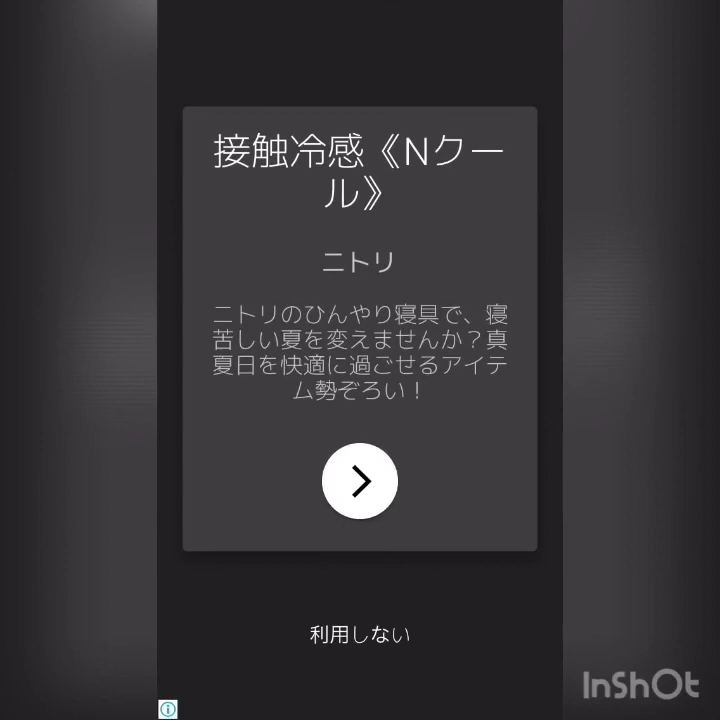 接触冷感《Nクー
ル》
ニトリ
ニトリのひんやり寝具で、寝
苦しい夏を変えませんか？真
夏日を快適に過ごせるアイテ
ム勢ぞろい！
利用しない
InShOt